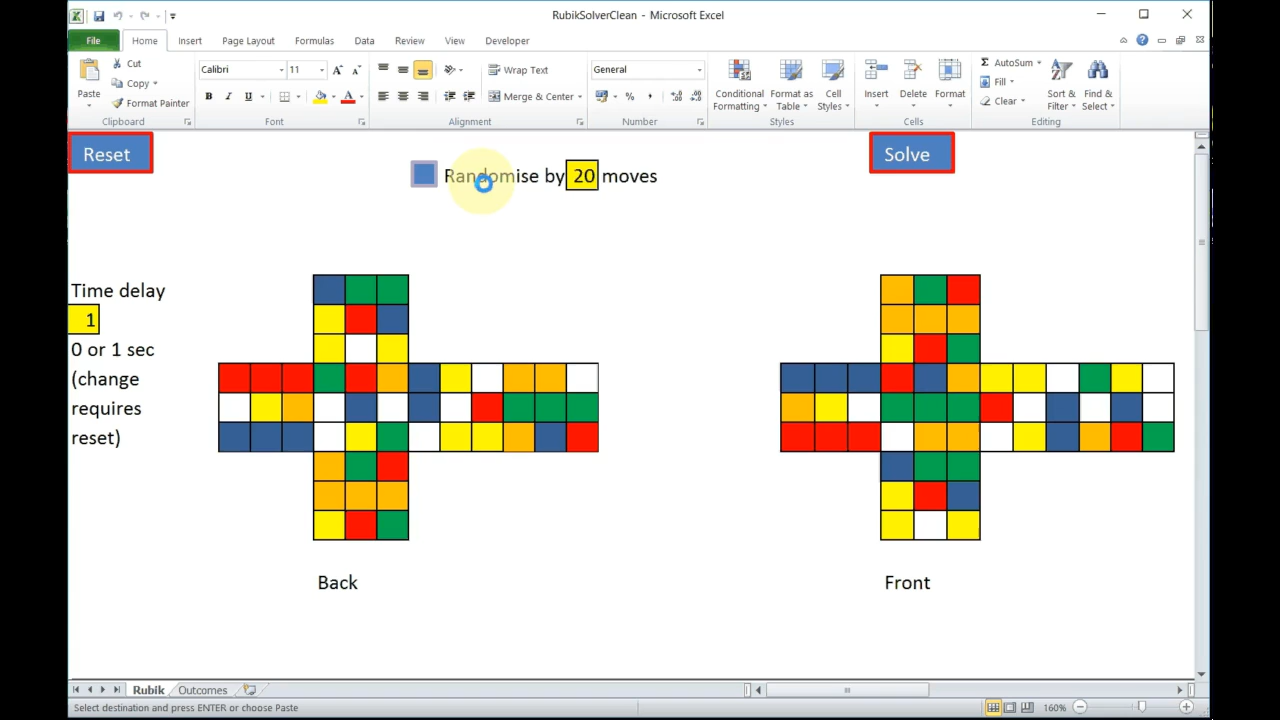 RubikSolverClean - Microsoft Excel
File Home Insert Page Layout Formulas Data Review View Developer
Paste
Cut
Copy
Format Painter
Clipboard
Calibri 11
B I U
Font
Wrap Text
Merge & Center
Alignment
General
Number
Conditional Formatting
Format as Table
Cell Styles
Styles
Insert
Delete
Format
Cells
Σ AutoSum
Fill
Clear
Sort & Filter
Find & Select
Editing
Reset
Randomise by 20 moves
Solve
Time delay
1
0 or 1 sec
(change
requires
reset)
Back
Front
Rubik Outcomes
Select destination and press ENTER or choose Paste
160%